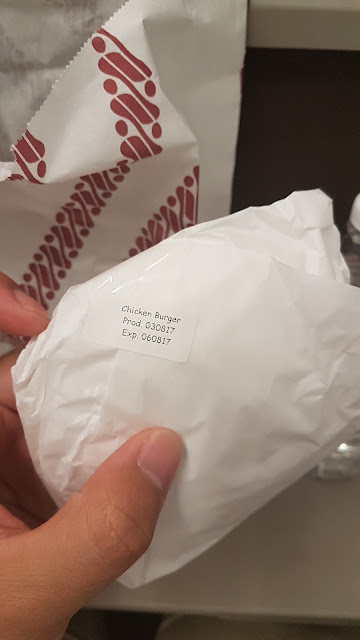 Chicken Burger
Prod. 030817
Exp. 060817